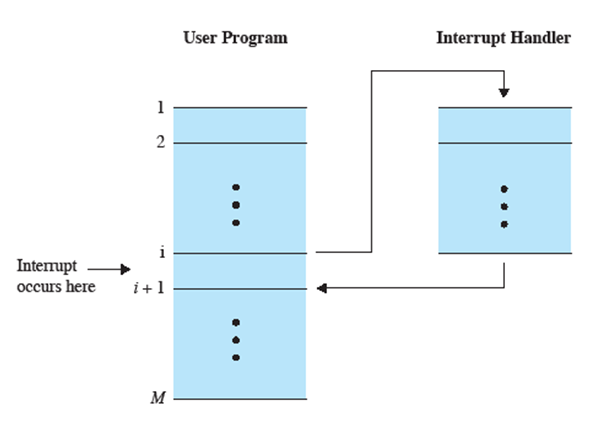 User Program
Interrupt Handler
1
2
i
Interrupt
occurs here
i + 1
M